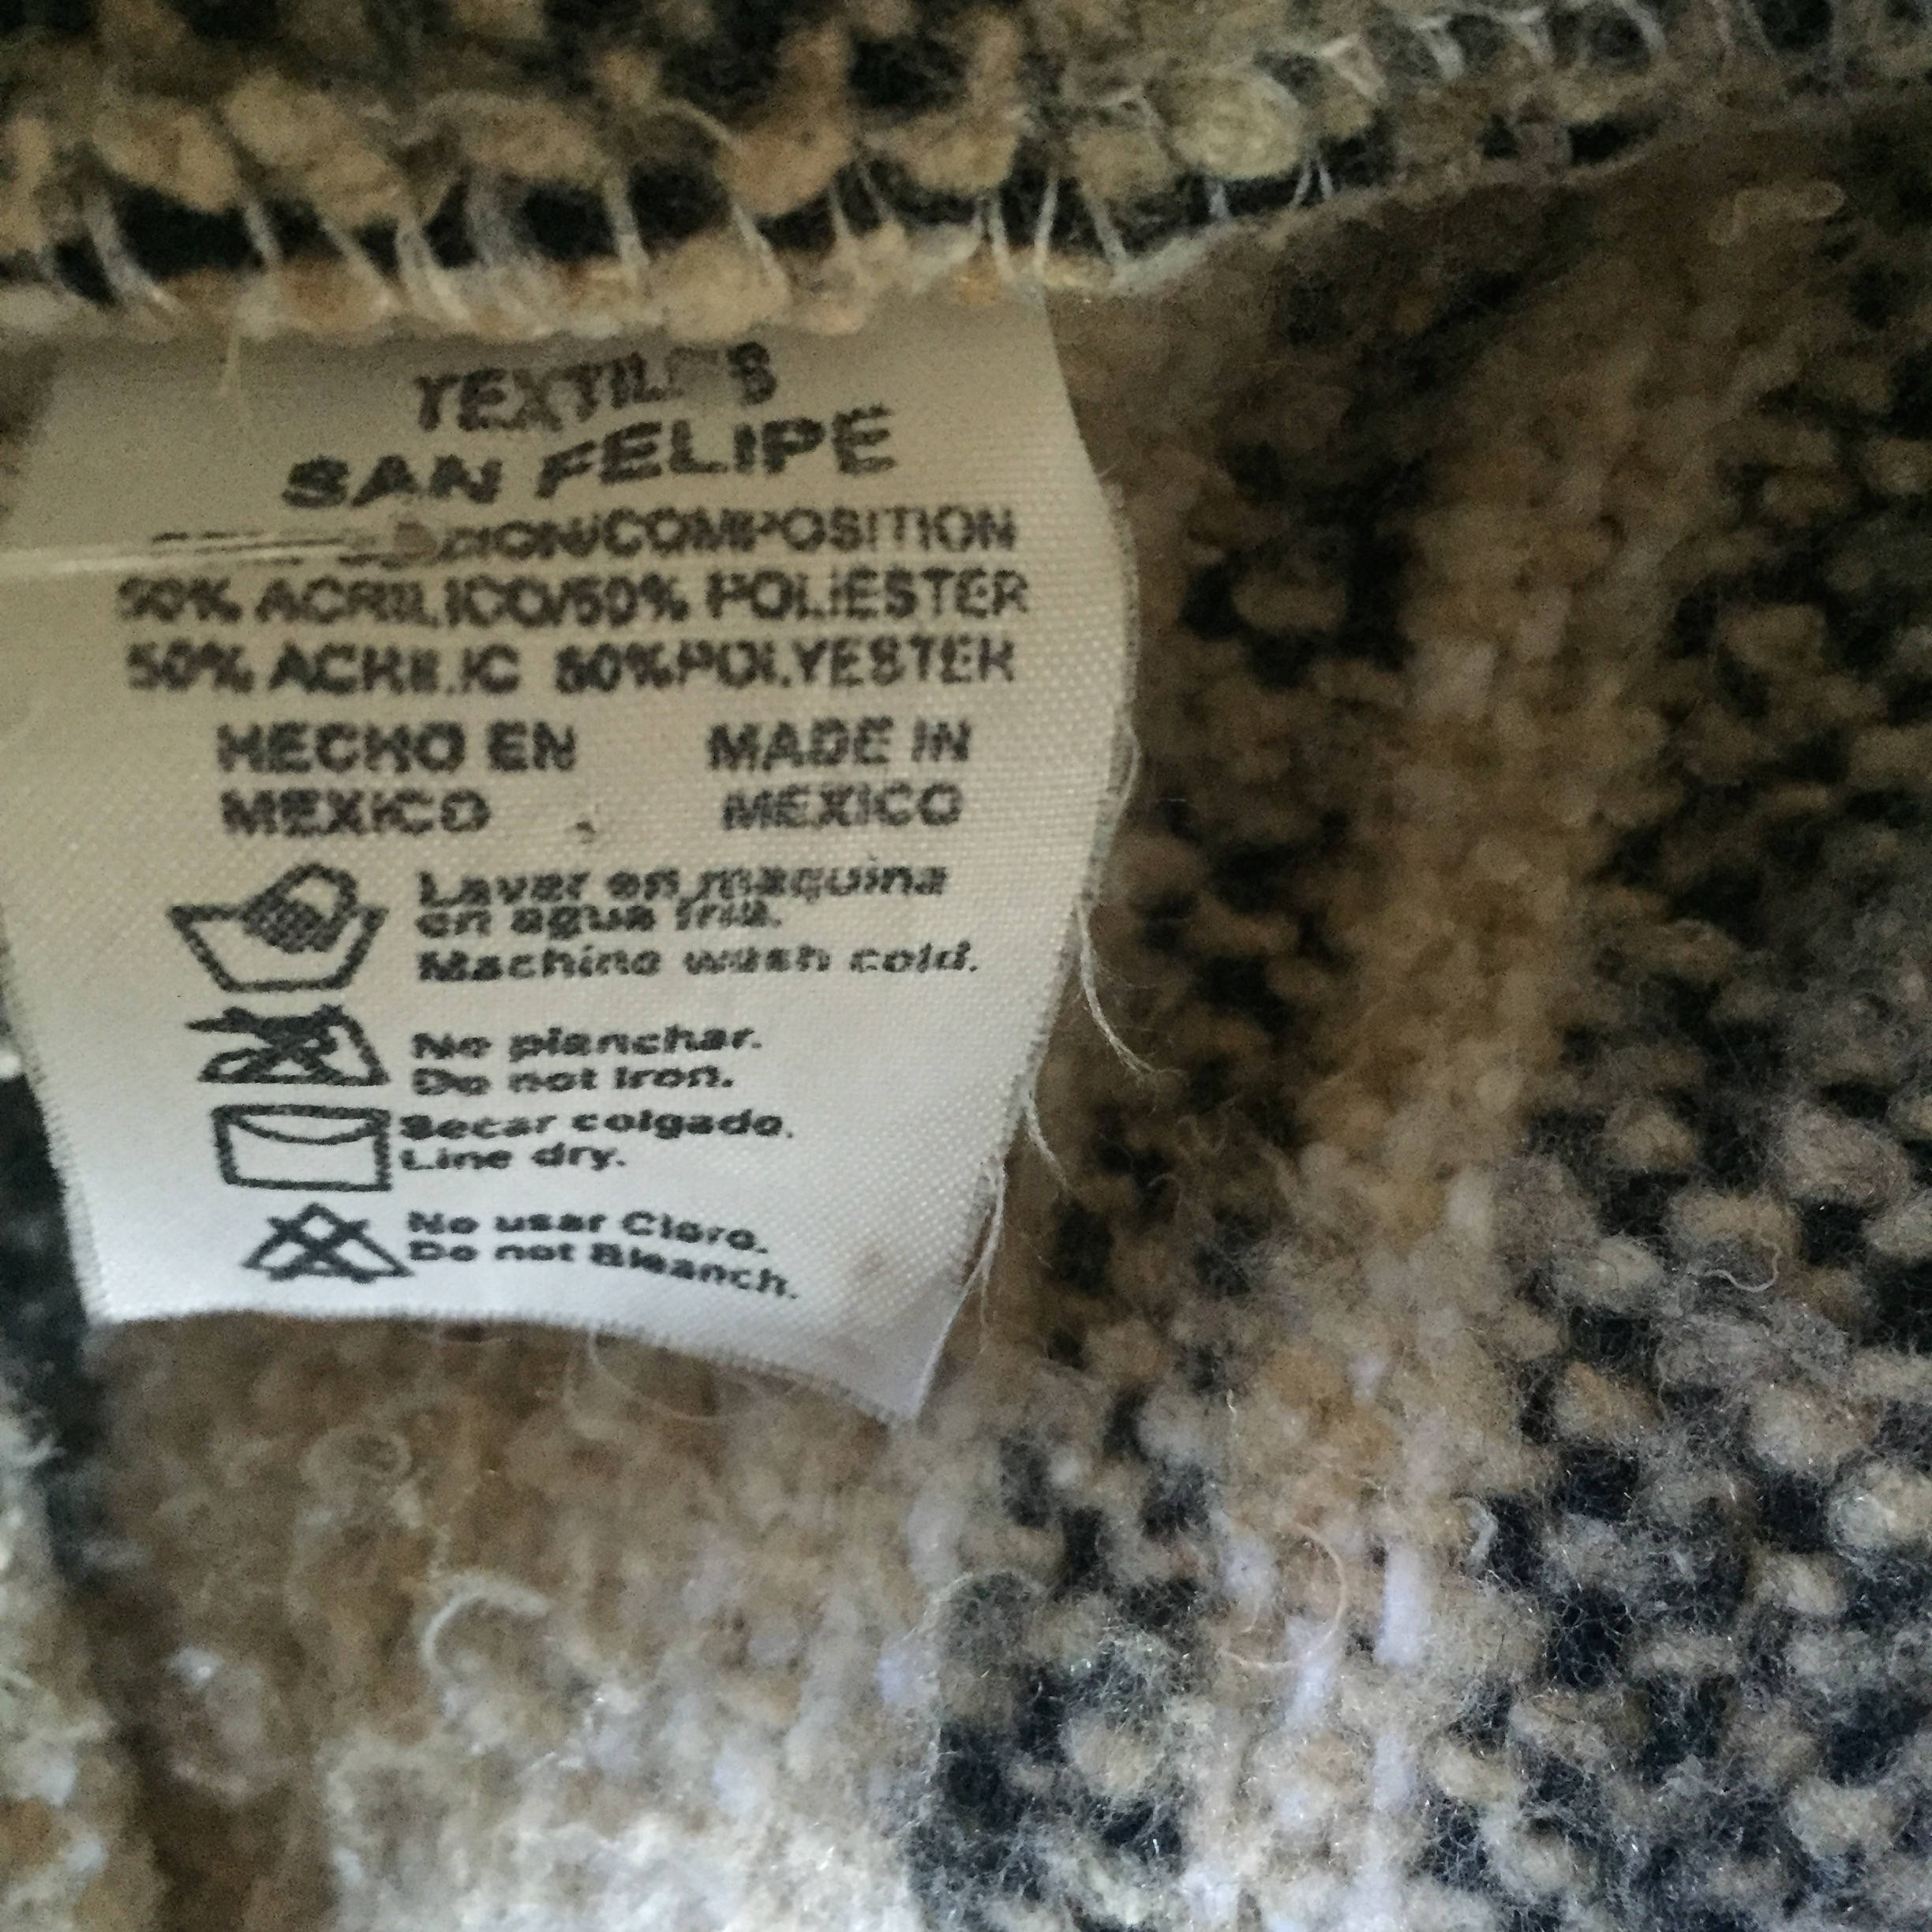 TEXTILES
SAN FELIPE
COMPOSITION
50% ACRILICO/50% POLIESTER
50% ACRILIC 50%POLYESTER
HECHO EN MADE IN
MEXICO MEXICO
Lavar en maquina
en agua fria.
Machine wash cold.
No planchar.
Do not Iron.
Secar colgado.
Line dry.
No usar Cloro.
Do not Bleanch.